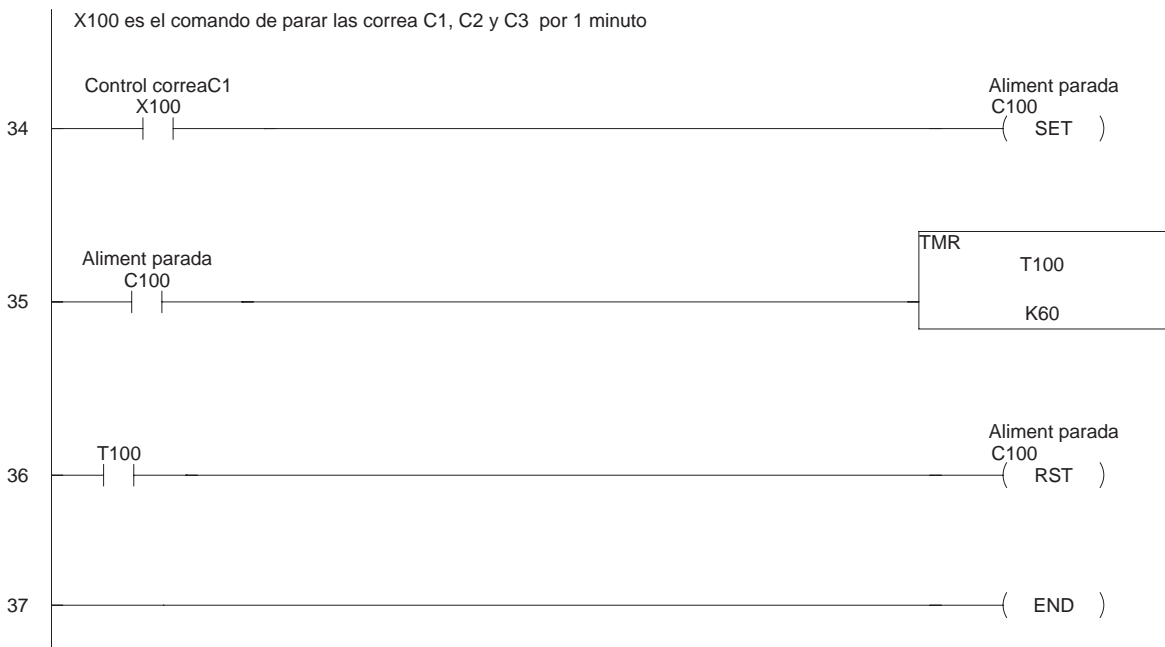 X100 es el comando de parar las correa C1, C2 y C3 por 1 minuto
Control correaC1
X100
Aliment parada
C100
34
SET
Aliment parada
C100
35
TMR
T100
K60
T100
Aliment parada
C100
36
RST
37
END